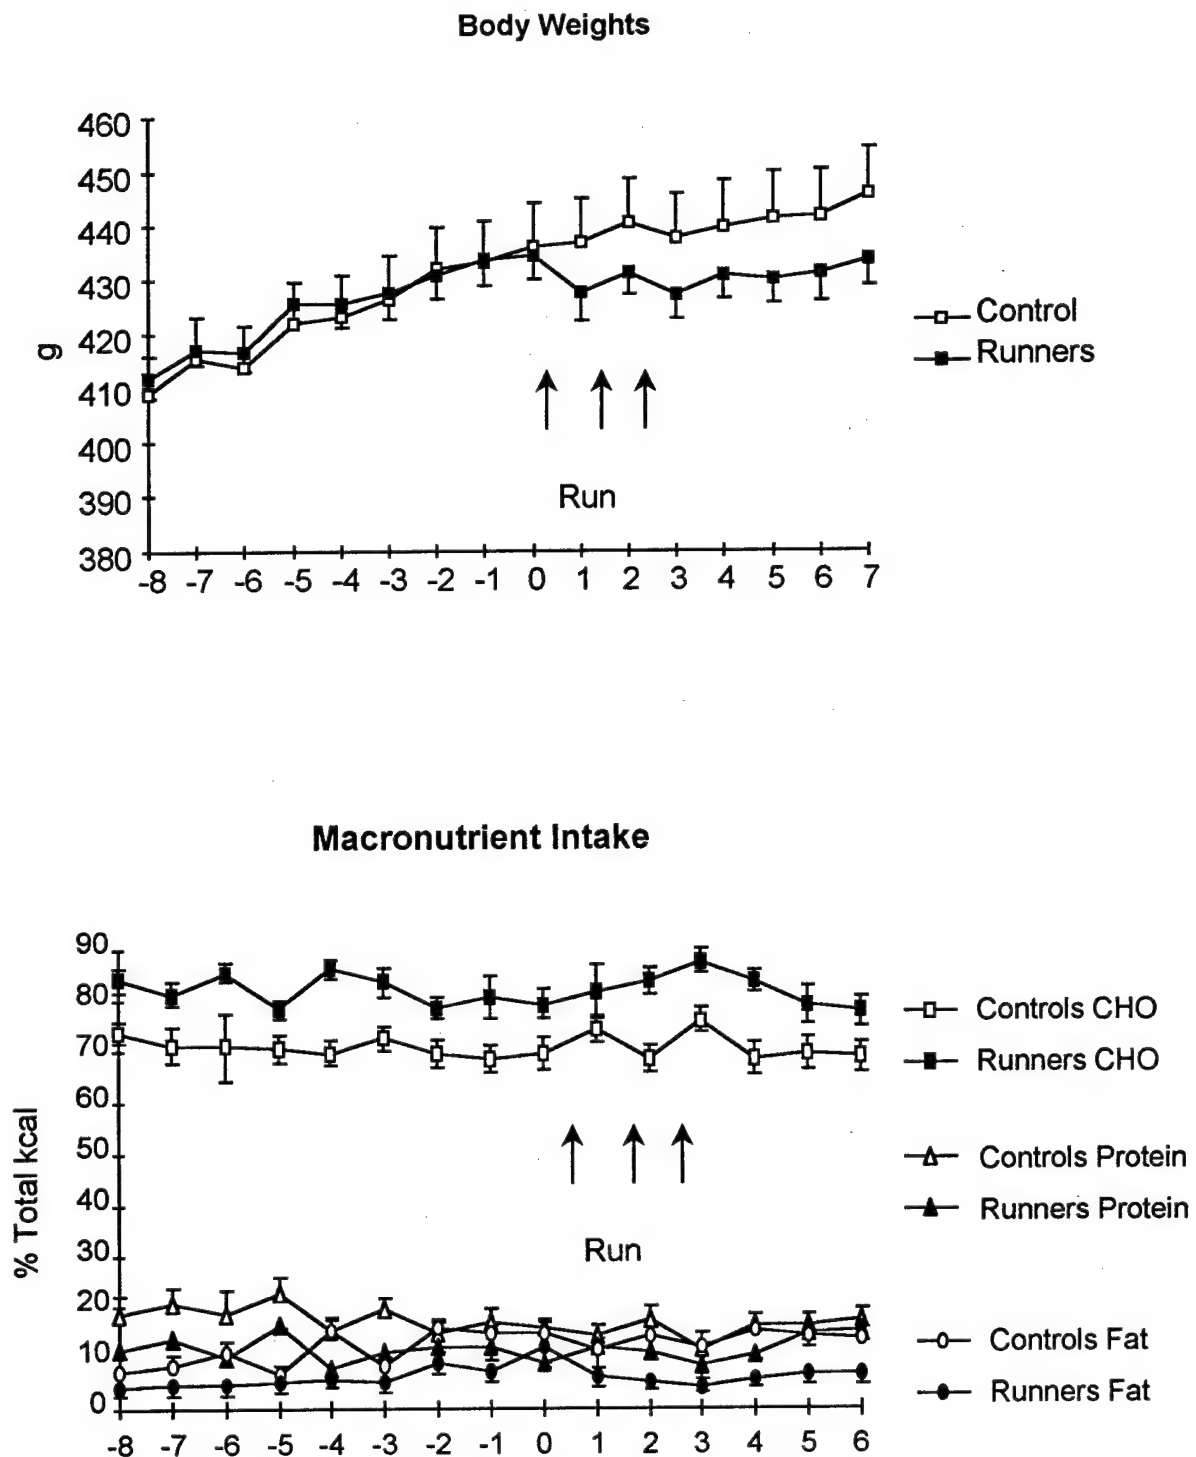 Body Weights
460
450
440
430
420
410
400
390
380
g
-8 -7 -6 -5 -4 -3 -2 -1 0 1 2 3 4 5 6 7
Run
Control
Runners
Macronutrient Intake
90
80
70
60
50
40
30
20
10
0
% Total kcal
-8 -7 -6 -5 -4 -3 -2 -1 0 1 2 3 4 5 6
Run
Controls CHO
Runners CHO
Controls Protein
Runners Protein
Controls Fat
Runners Fat